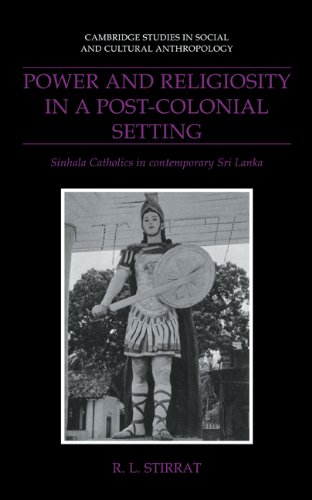 CAMBRIDGE STUDIES IN SOCIAL
AND CULTURAL ANTHROPOLOGY
POWER AND RELIGIOSITY
IN A POST-COLONIAL
SETTING
Sinhala Catholics in contemporary Sri Lanka
R. L. STIRRAT